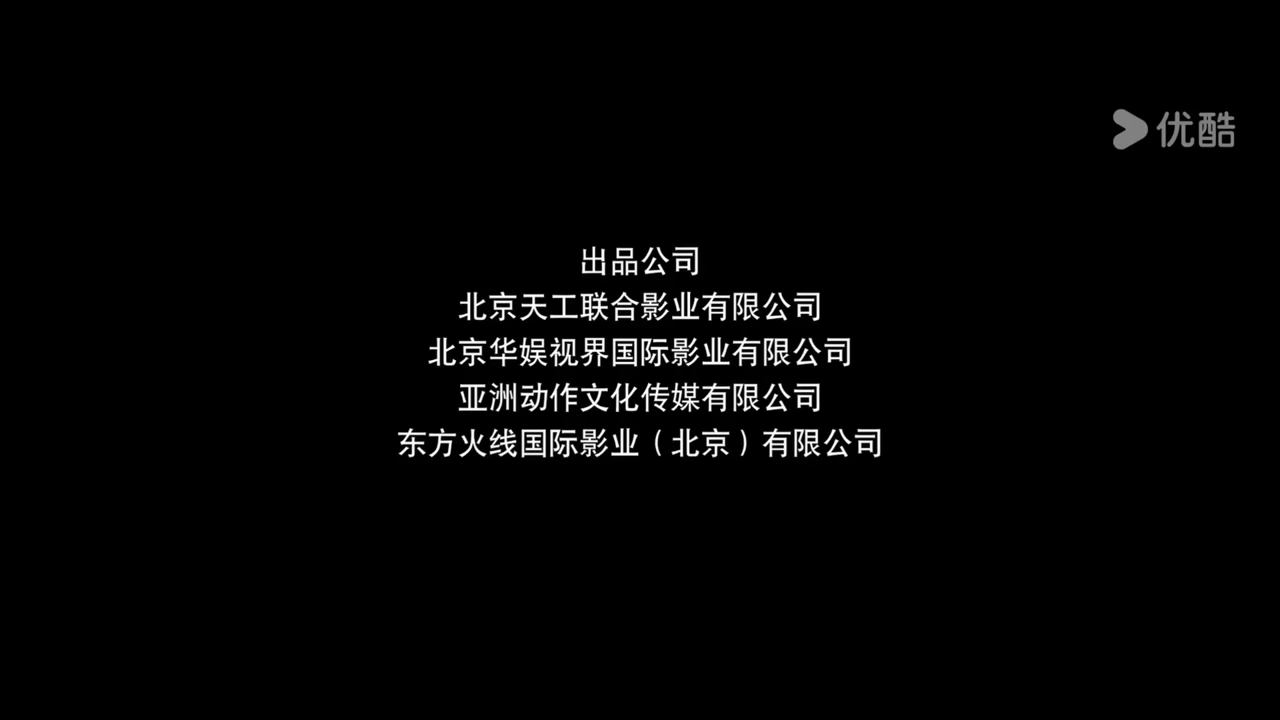 优酷
出品公司
北京天工联合影业有限公司
北京华娱视界国际影业有限公司
亚洲动作文化传媒有限公司
东方火线国际影业（北京）有限公司